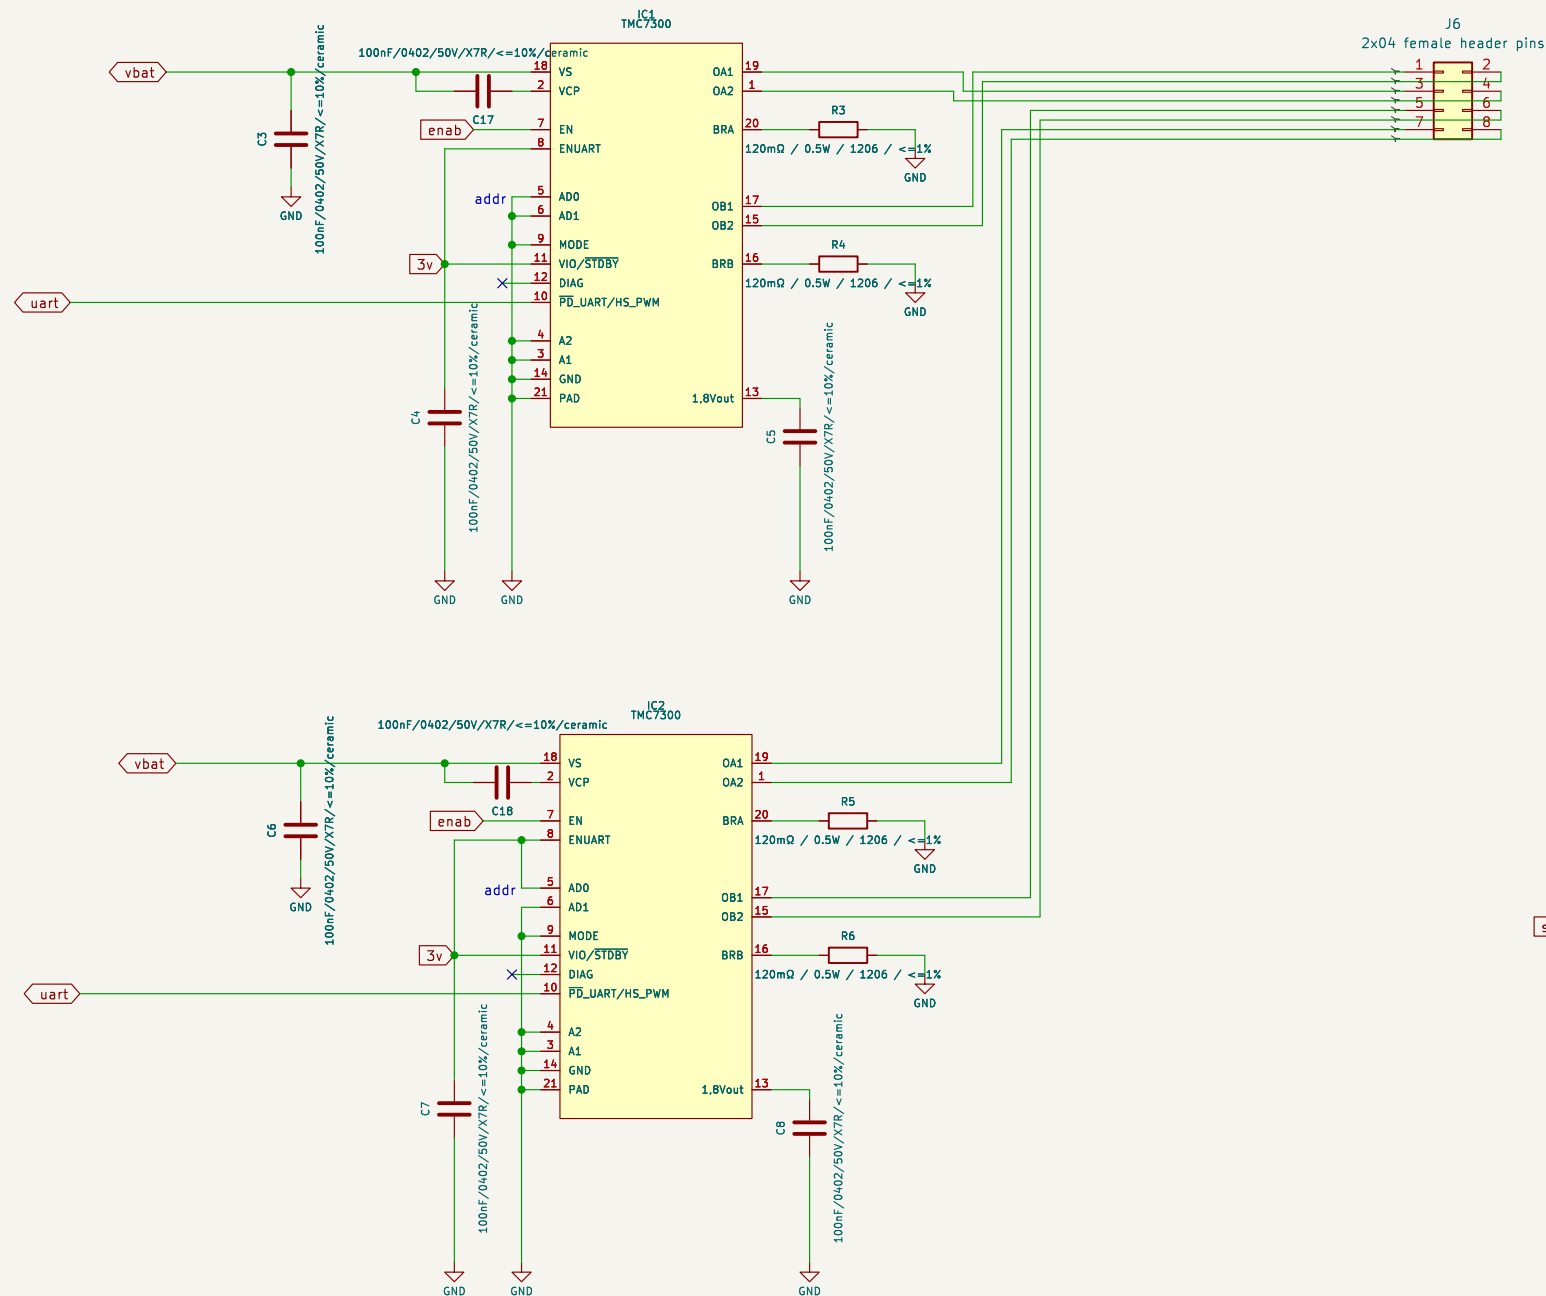 IC1
TMC7300
J6
2x04 female header pins
100nF/0402/50V/X7R/<=10%/ceramic
vbat
18 VS
2 VCP
C17
enab
7 EN
8 ENUART
C3
100nF/0402/50V/X7R/<=10%/ceramic
GND
addr
5 AD0
6 AD1
9 MODE
3v
11 VIO/STDBY
12 DIAG
uart
10 PD_UART/HS_PWM
4 A2
3 A1
14 GND
21 PAD
OA1 19
OA2 1
BRA 20
R3
120mΩ / 0.5W / 1206 / <=1%
GND
OB1 17
OB2 15
BRB 16
R4
120mΩ / 0.5W / 1206 / <=1%
GND
1,8Vout 13
1 2
3 4
5 6
7 8
C4
100nF/0402/50V/X7R/<=10%/ceramic
C5
100nF/0402/50V/X7R/<=10%/ceramic
GND
GND
GND
IC2
TMC7300
100nF/0402/50V/X7R/<=10%/ceramic
vbat
18 VS
2 VCP
C18
enab
7 EN
8 ENUART
C6
100nF/0402/50V/X7R/<=10%/ceramic
GND
addr
5 AD0
6 AD1
9 MODE
3v
11 VIO/STDBY
12 DIAG
uart
10 PD_UART/HS_PWM
4 A2
3 A1
14 GND
21 PAD
OA1 19
OA2 1
BRA 20
R5
120mΩ / 0.5W / 1206 / <=1%
GND
OB1 17
OB2 15
BRB 16
R6
120mΩ / 0.5W / 1206 / <=1%
GND
1,8Vout 13
C7
100nF/0402/50V/X7R/<=10%/ceramic
C8
100nF/0402/50V/X7R/<=10%/ceramic
GND
GND
GND